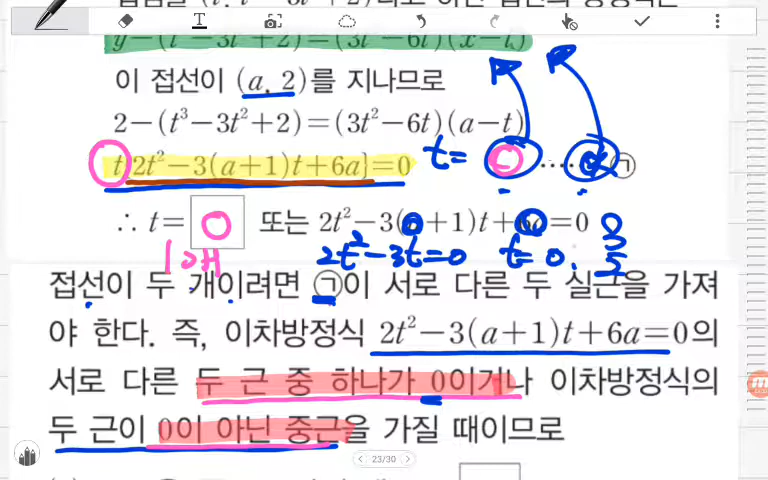 y-(t³-3t²+2)=(3t²-6t)(x-t)
이 접선이 (a, 2)를 지나므로
2-(t³-3t²+2)=(3t²-6t)(a-t)
t{2t²-3(a+1)t+6a}=0 t= ⋯⋯ ㉠
∴ t= 0 또는 2t²-3(a+1)t+6a=0
1개 2t²-3t=0 t=0. 3/2
접선이 두 개이려면 ㉠이 서로 다른 두 실근을 가져
야 한다. 즉, 이차방정식 2t²-3(a+1)t+6a=0의
서로 다른 두 근 중 하나가 0이거나 이차방정식의
두 근이 0이 아닌 중근을 가질 때이므로
23/30